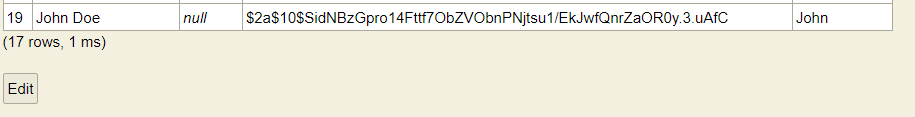 19 John Doe null $2a$10$SidNBzGpro14Fttf7ObZVObnPNjtsu1/EkJwfQnrZaOR0y.3.uAfC John
(17 rows, 1 ms)
Edit